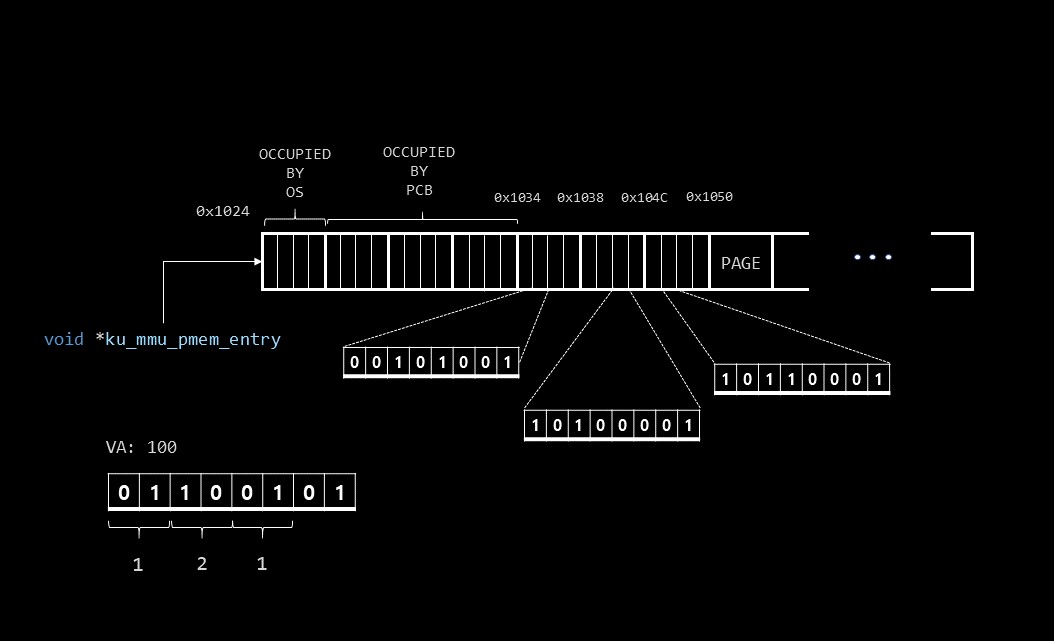 OCCUPIED
BY
OS
OCCUPIED
BY
PCB
0x1024
0x1034 0x1038 0x104C 0x1050
PAGE
void *ku_mmu_pmem_entry
0 0 1 0 1 0 0 1
1 0 1 1 0 0 0 1
1 0 1 0 0 0 0 1
VA: 100
0 1 1 0 0 1 0 1
1 2 1